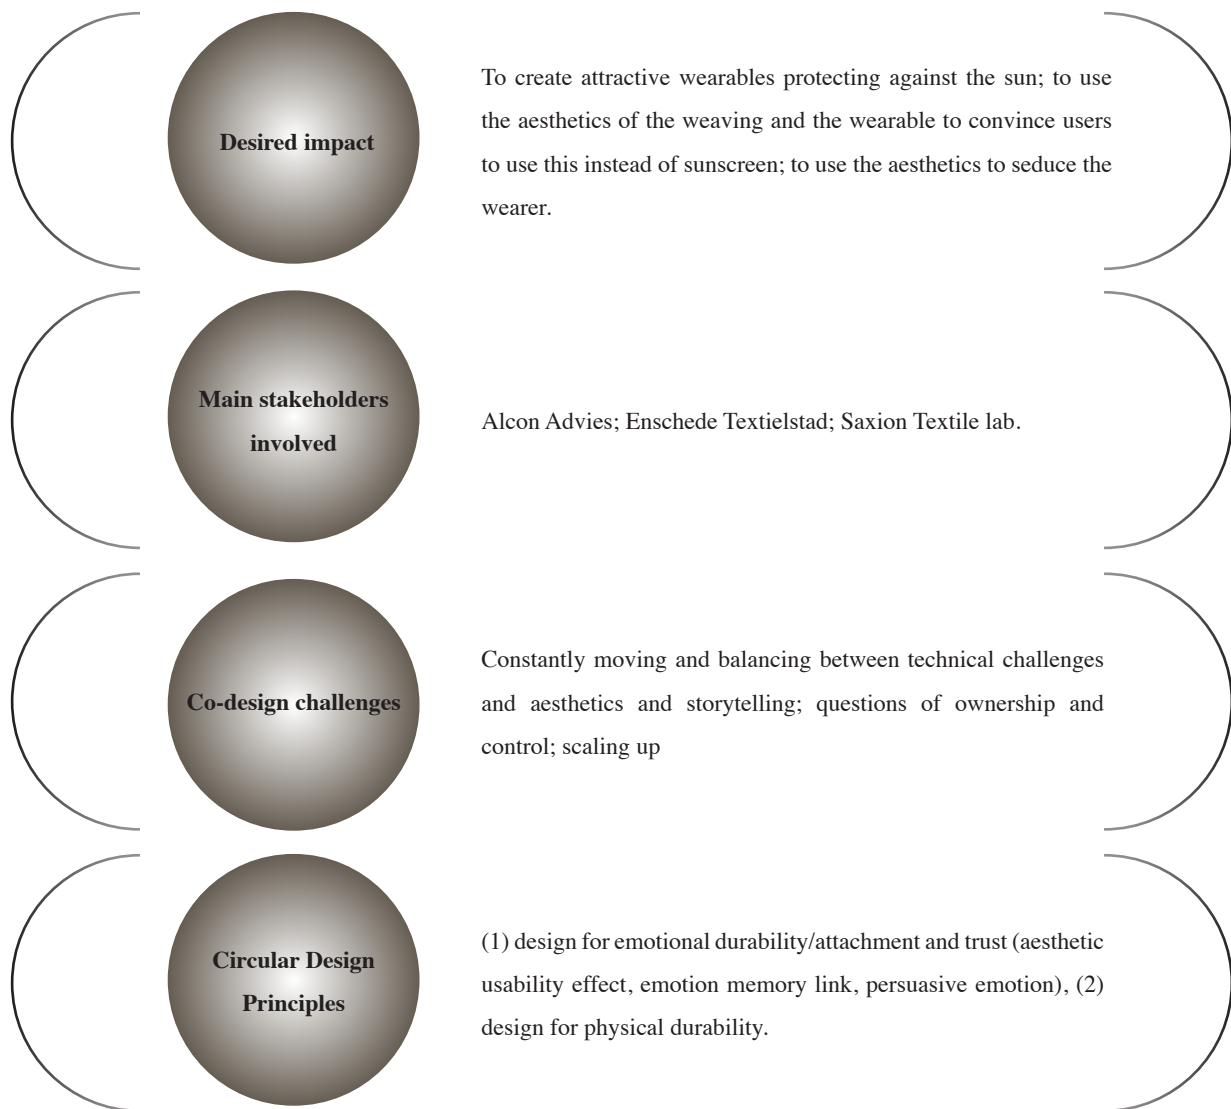 Desired impact
To create attractive wearables protecting against the sun; to use
the aesthetics of the weaving and the wearable to convince users
to use this instead of sunscreen; to use the aesthetics to seduce the
wearer.
Main stakeholders
involved
Alcon Advies; Enschede Textielstad; Saxion Textile lab.
Co-design challenges
Constantly moving and balancing between technical challenges
and aesthetics and storytelling; questions of ownership and
control; scaling up
Circular Design
Principles
(1) design for emotional durability/attachment and trust (aesthetic
usability effect, emotion memory link, persuasive emotion), (2)
design for physical durability.